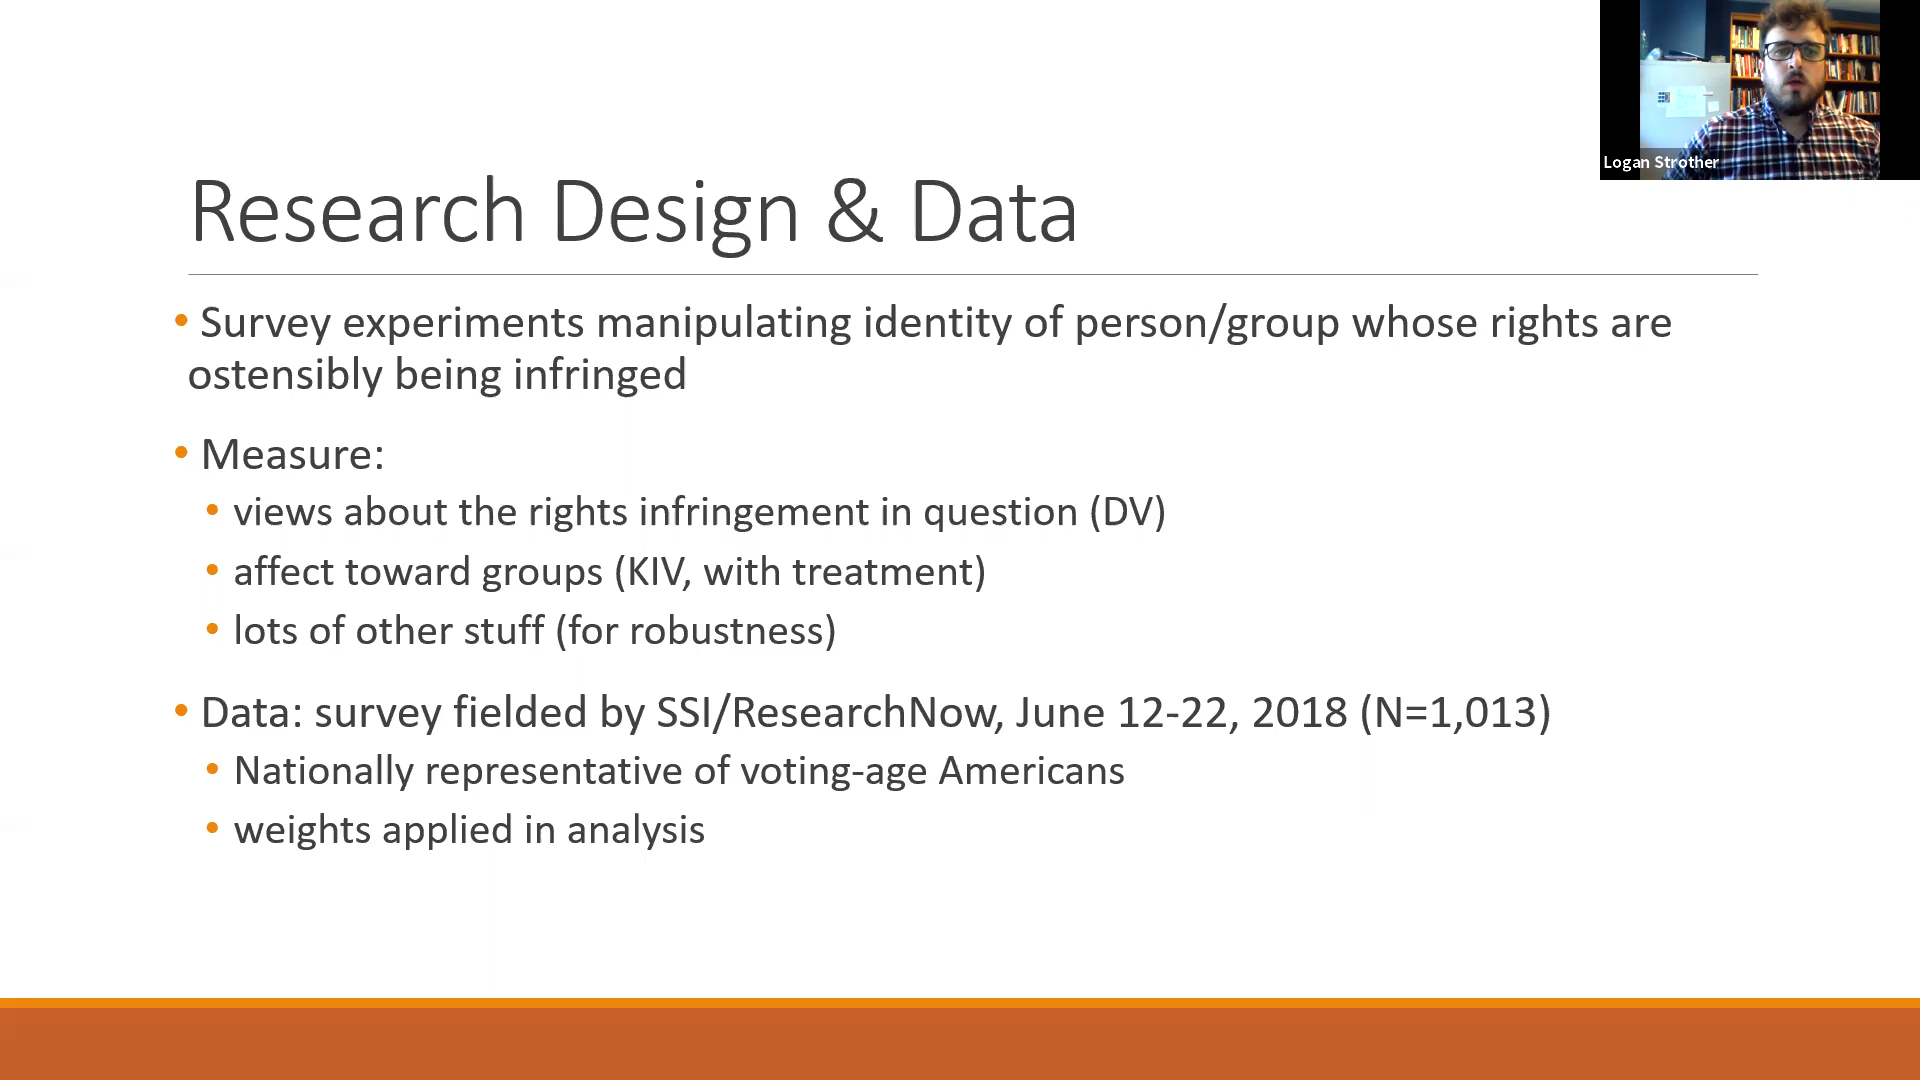 Logan Strother
Research Design & Data
• Survey experiments manipulating identity of person/group whose rights are
ostensibly being infringed
• Measure:
• views about the rights infringement in question (DV)
• affect toward groups (KIV, with treatment)
• lots of other stuff (for robustness)
• Data: survey fielded by SSI/ResearchNow, June 12-22, 2018 (N=1,013)
• Nationally representative of voting-age Americans
• weights applied in analysis